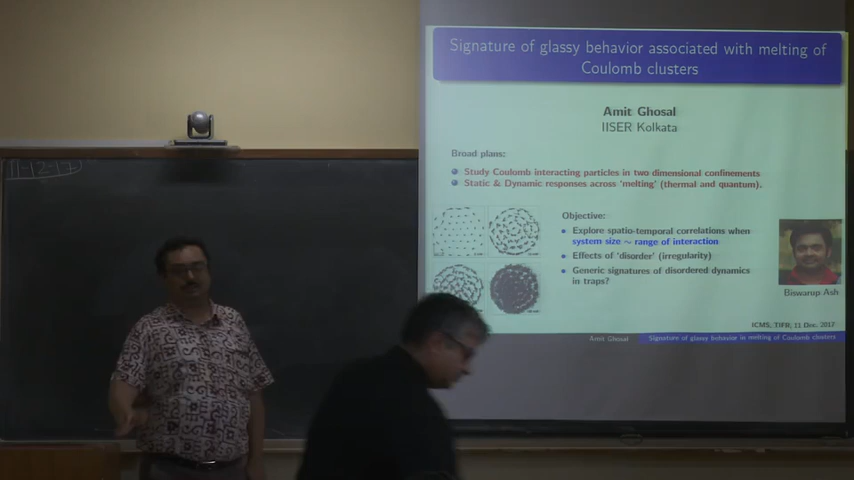 11-12-17
Signature of glassy behavior associated with melting of
Coulomb clusters
Amit Ghosal
IISER Kolkata
Broad plans:
Study Coulomb interacting particles in two dimensional confinements
Static & Dynamic responses across 'melting' (thermal and quantum).
Objective:
Explore spatio-temporal correlations when
system size ∼ range of interaction
Effects of 'disorder' (irregularity)
Generic signatures of disordered dynamics
in traps?
Biswarup Ash
ICMS, TIFR, 11 Dec. 2017
Amit Ghosal
Signature of glassy behavior in melting of Coulomb clusters